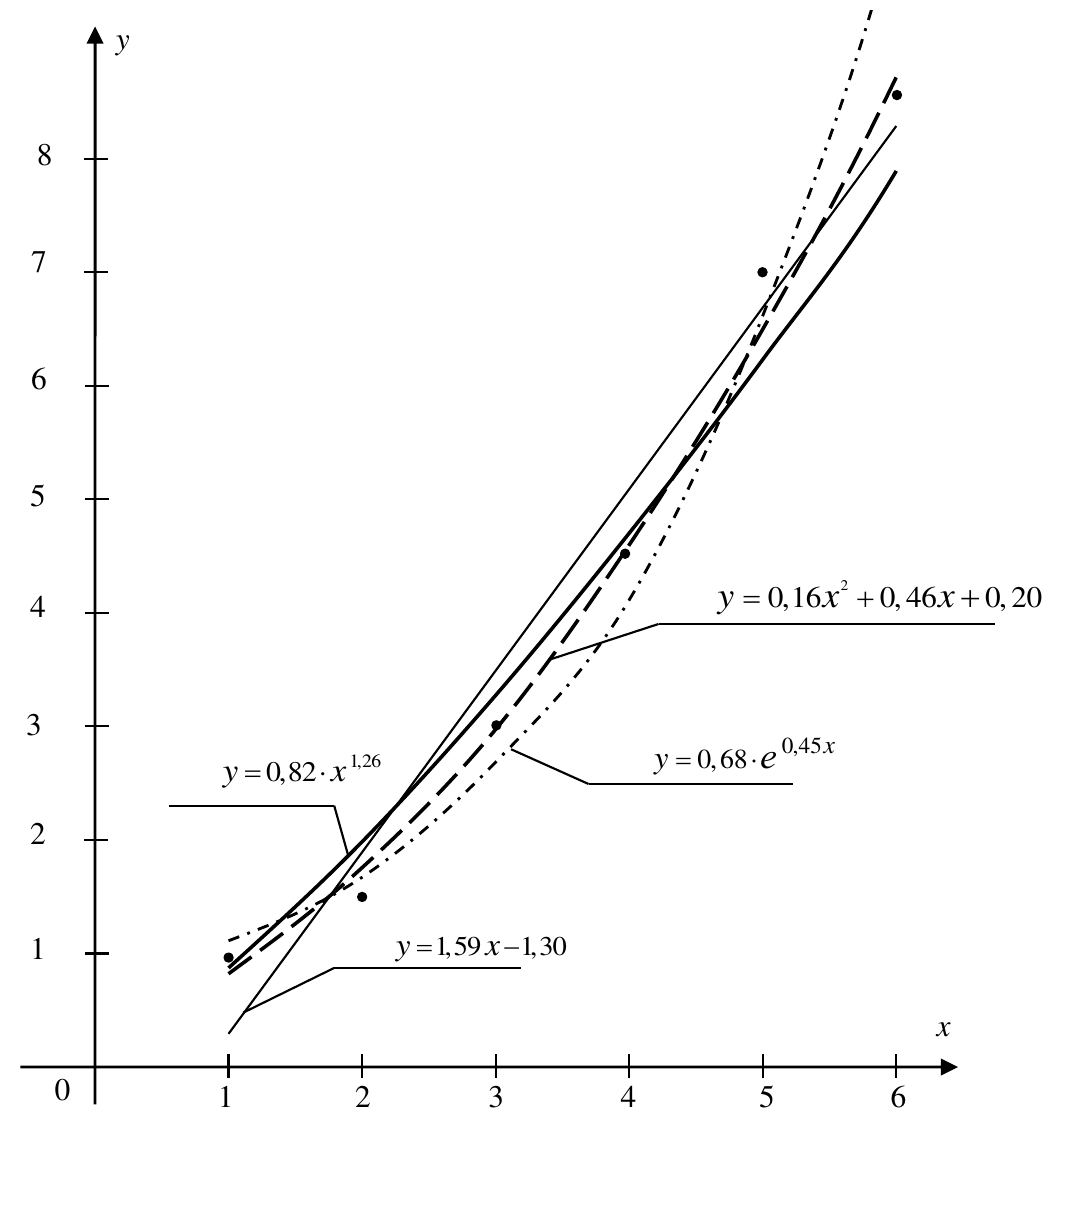 y
8
7
6
5
4
y = 0,16x² + 0,46x + 0,20
3
y = 0,68·e^{0,45x}
y = 0,82·x^{1,26}
2
y = 1,59x − 1,30
1
x
0
1 2 3 4 5 6